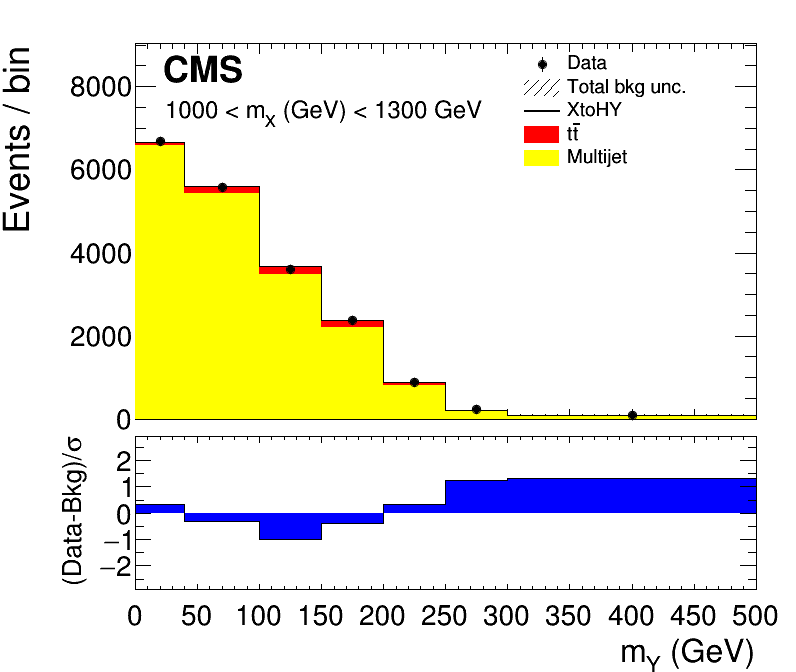 Events / bin
8000
6000
4000
2000
0
CMS
1000 < mX (GeV) < 1300 GeV
Data
Total bkg unc.
XtoHY
tt̄
Multijet
(Data-Bkg)/σ
2
1
0
−1
−2
0 50 100 150 200 250 300 350 400 450 500
mY (GeV)